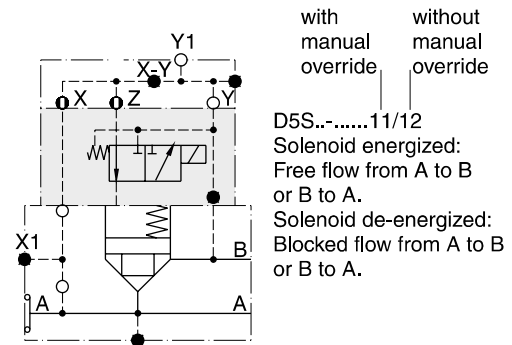 with without
manual manual
override override
D5S..-......11/12
Solenoid energized:
Free flow from A to B
or B to A.
Solenoid de-energized:
Blocked flow from A to B
or B to A.
Y1
X-Y
X Z Y
X1
B
A A